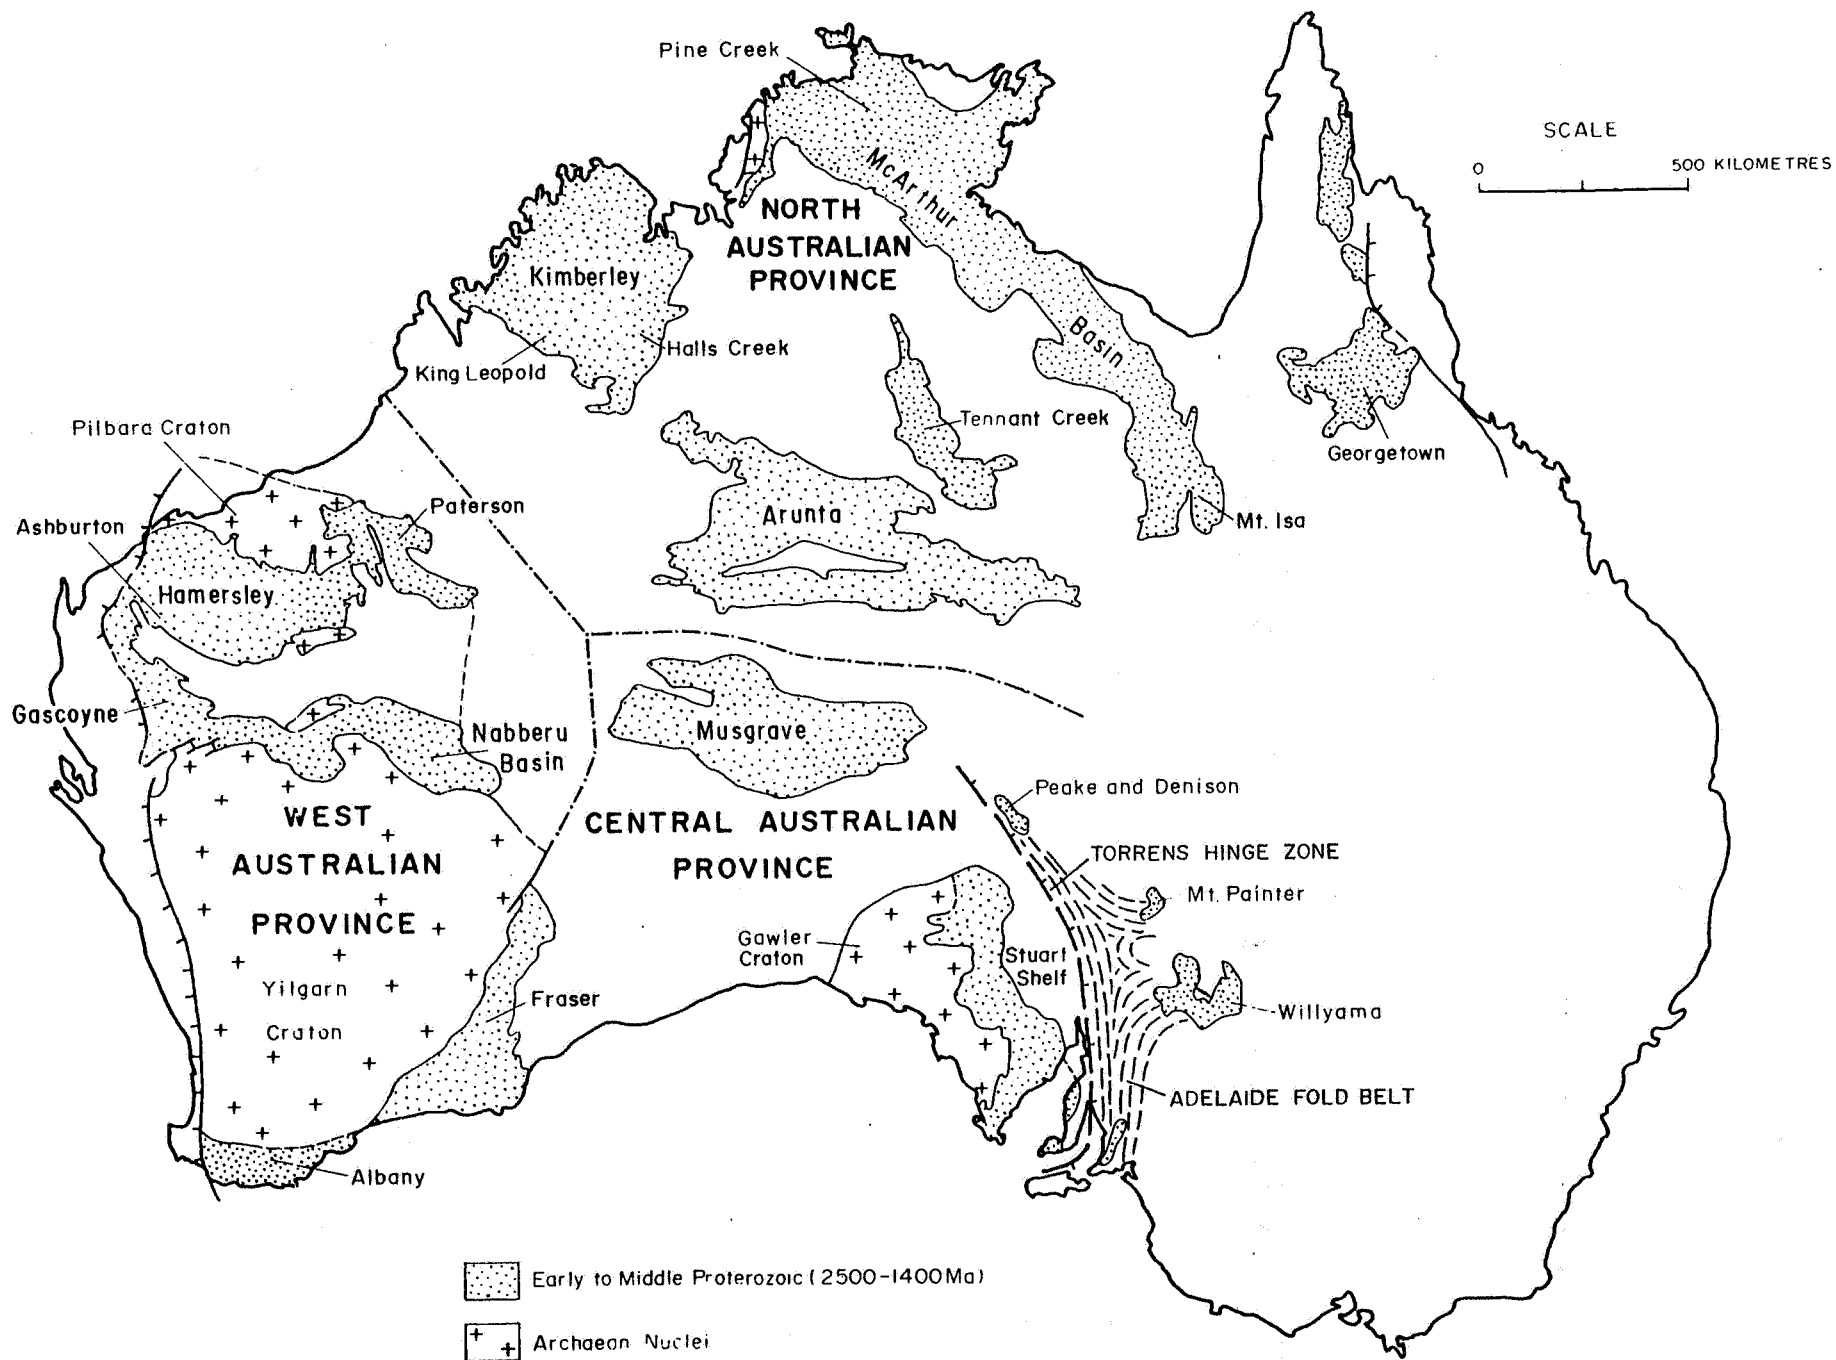 Pine Creek
SCALE
0
500 KILOMETRES
McArthur
NORTH
AUSTRALIAN
PROVINCE
Kimberley
Basin
Halls Creek
King Leopold
Tennant Creek
Pilbara Craton
Georgetown
Paterson
Ashburton
Arunta
Mt. Isa
Hamersley
Gascoyne
Nabberu
Basin
Musgrave
Peake and Denison
WEST
AUSTRALIAN
PROVINCE
CENTRAL AUSTRALIAN
PROVINCE
TORRENS HINGE ZONE
Mt. Painter
Gawler
Craton
Stuart
Shelf
Yilgarn
Craton
Fraser
Willyama
ADELAIDE FOLD BELT
Albany
Early to Middle Proterozoic (2500-1400Ma)
Archaean Nuclei